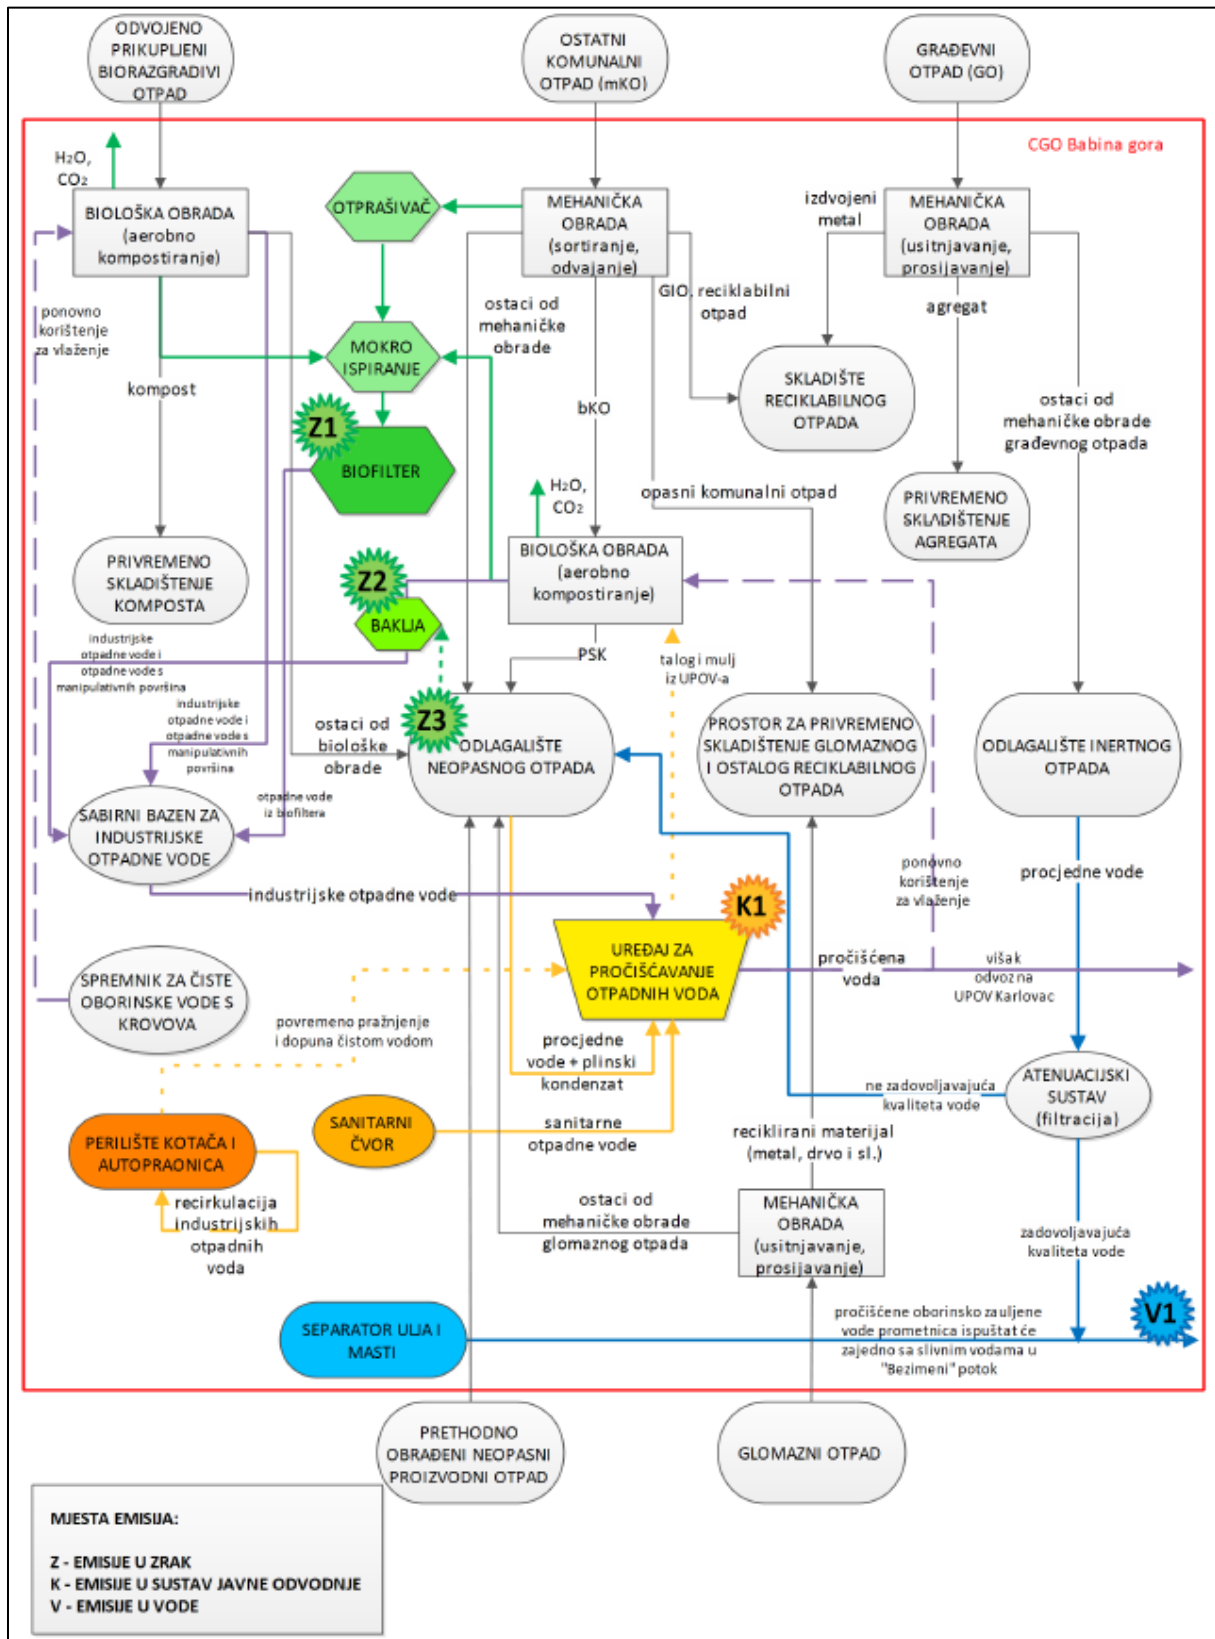 ODVOJENO
PRIKUPLJENI
BIORAZGRADIVI
OTPAD
OSTATNI
KOMUNALNI
OTPAD (mKO)
GRAĐEVNI
OTPAD (GO)
CGO Babina gora
H2O,
CO2
BIOLOŠKA OBRADA
(aerobno
kompostiranje)
OTPRAŠIVAČ
MEHANIČKA
OBRADA
(sortiranje,
odvajanje)
izdvojeni
metal
MEHANIČKA
OBRADA
(usitnjavanje,
prosijavanje)
ponovno
korištenje
za vlaženje
ostaci od
mehaničke
obrade
GIO, reciklabilni
otpad
agregat
MOKRO
ISPIRANJE
kompost
SKLADIŠTE
RECIKLABILNOG
OTPADA
bKO
ostaci od
mehaničke obrade
građevnog otpada
Z1
BIOFILTER
H2O,
CO2
opasni komunalni otpad
PRIVREMENO
SKLADIŠTENJE
AGREGATA
PRIVREMENO
SKLADIŠTENJE
KOMPOSTA
BIOLOŠKA OBRADA
(aerobno
kompostiranje)
Z2
BAKLJA
industrijske
otpadne vode i
otpadne vode s
manipulativnih površina
PSK
talog i mulj
iz UPOV-a
industrijske
otpadne vode i
otpadne vode s
manipulativnih
površina
Z3
ostaci od
biološke
obrade
ODLAGALIŠTE
NEOPASNOG OTPADA
PROSTOR ZA PRIVREMENO
SKLADIŠTENJE GLOMAZNOG
I OSTALOG RECIKLABILNOG
OTPADA
ODLAGALIŠTE INERTNOG
OTPADA
otpadne vode
iz biofiltera
SABIRNI BAZEN ZA
INDUSTRIJSKE
OTPADNE VODE
industrijske otpadne vode
K1
ponovno
korištenje
za vlaženje
procjedne vode
UREĐAJ ZA
PROČIŠĆAVANJE
OTPADNIH VODA
pročišćena
voda
višak
odvoz na
UPOV Karlovac
SPREMNIK ZA ČISTE
OBORINSKE VODE S
KROVOVA
povremeno pražnjenje
i dopuna čistom vodom
procjedne
vode + plinski
kondenzat
ne zadovoljavajuća
kvaliteta vode
ATENUACIJSKI
SUSTAV
(filtracija)
SANITARNI
ČVOR
sanitarne
otpadne vode
PERILIŠTE KOTAČA I
AUTOPRAONICA
reciklirani materijal
(metal, drvo i sl.)
recirkulacija
industrijskih
otpadnih
voda
ostaci od
mehaničke obrade
glomaznog otpada
MEHANIČKA
OBRADA
(usitnjavanje,
prosijavanje)
zadovoljavajuća
kvaliteta vode
SEPARATOR ULJA I
MASTI
pročišćene oborinsko zauljene
vode prometnica ispuštat će
zajedno sa slivnim vodama u
"Bezimeni" potok
V1
PRETHODNO
OBRAĐENI NEOPASNI
PROIZVODNI OTPAD
GLOMAZNI OTPAD
MJESTA EMISIJA:
Z - EMISIJE U ZRAK
K - EMISIJE U SUSTAV JAVNE ODVODNJE
V - EMISIJE U VODE